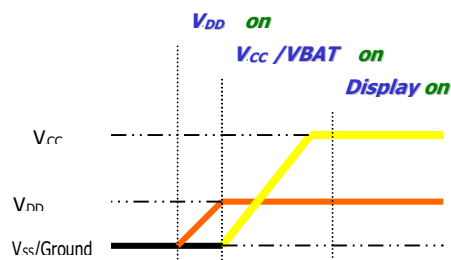 VDD on
VCC /VBAT on
Display on
VCC
VDD
VSS/Ground